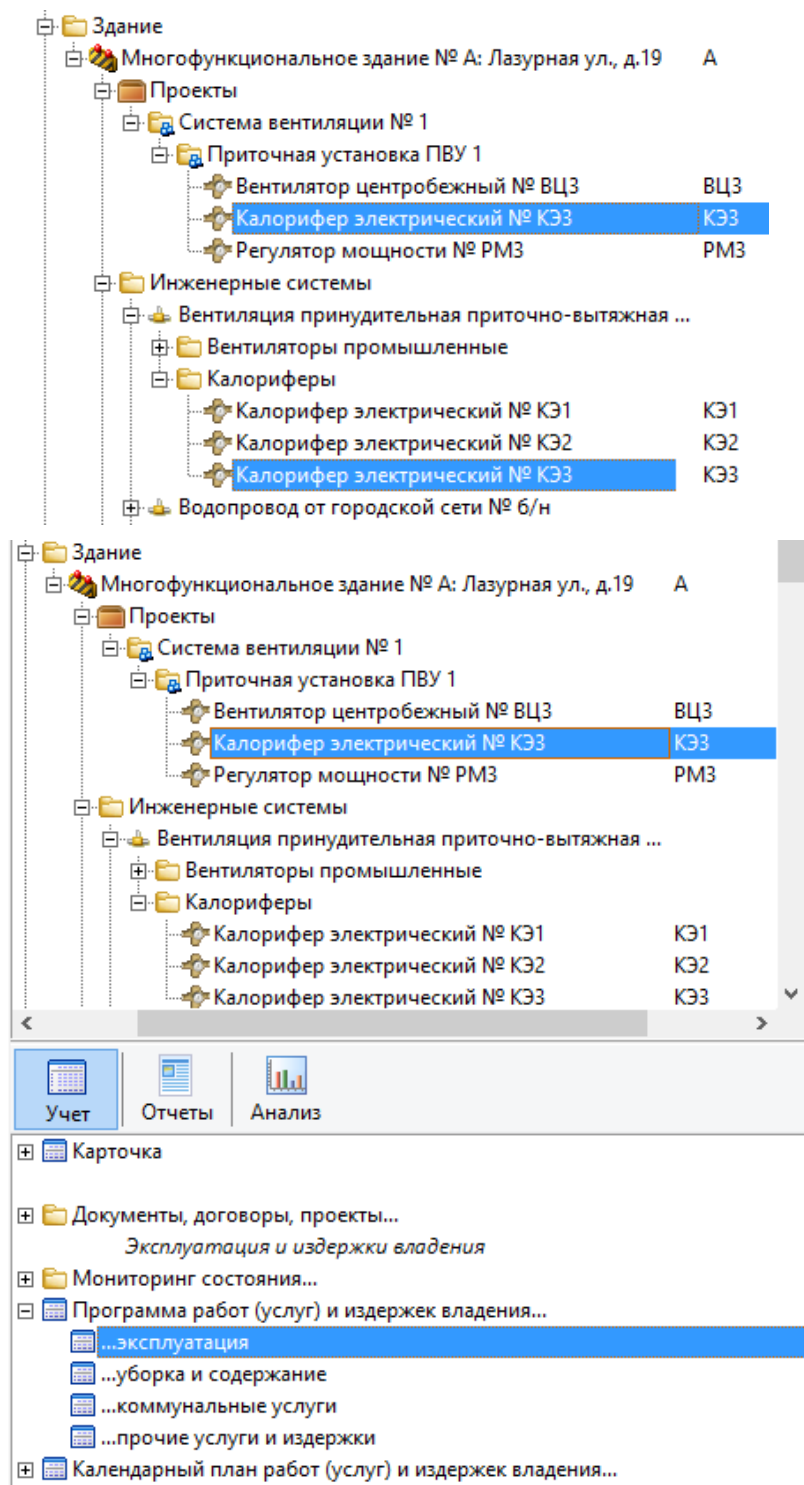 Здание
Многофункциональное здание № А: Лазурная ул., д.19 А
Проекты
Система вентиляции № 1
Приточная установка ПВУ 1
Вентилятор центробежный № ВЦ3 ВЦ3
Калорифер электрический № КЭ3 КЭ3
Регулятор мощности № РМ3 РМ3
Инженерные системы
Вентиляция принудительная приточно-вытяжная ...
Вентиляторы промышленные
Калориферы
Калорифер электрический № КЭ1 КЭ1
Калорифер электрический № КЭ2 КЭ2
Калорифер электрический № КЭ3 КЭ3
Водопровод от городской сети № б/н
Здание
Многофункциональное здание № А: Лазурная ул., д.19 А
Проекты
Система вентиляции № 1
Приточная установка ПВУ 1
Вентилятор центробежный № ВЦ3 ВЦ3
Калорифер электрический № КЭ3 КЭ3
Регулятор мощности № РМ3 РМ3
Инженерные системы
Вентиляция принудительная приточно-вытяжная ...
Вентиляторы промышленные
Калориферы
Калорифер электрический № КЭ1 КЭ1
Калорифер электрический № КЭ2 КЭ2
Калорифер электрический № КЭ3 КЭ3
Учет Отчеты Анализ
Карточка
Документы, договоры, проекты...
Эксплуатация и издержки владения
Мониторинг состояния...
Программа работ (услуг) и издержек владения...
...эксплуатация
...уборка и содержание
...коммунальные услуги
...прочие услуги и издержки
Календарный план работ (услуг) и издержек владения...